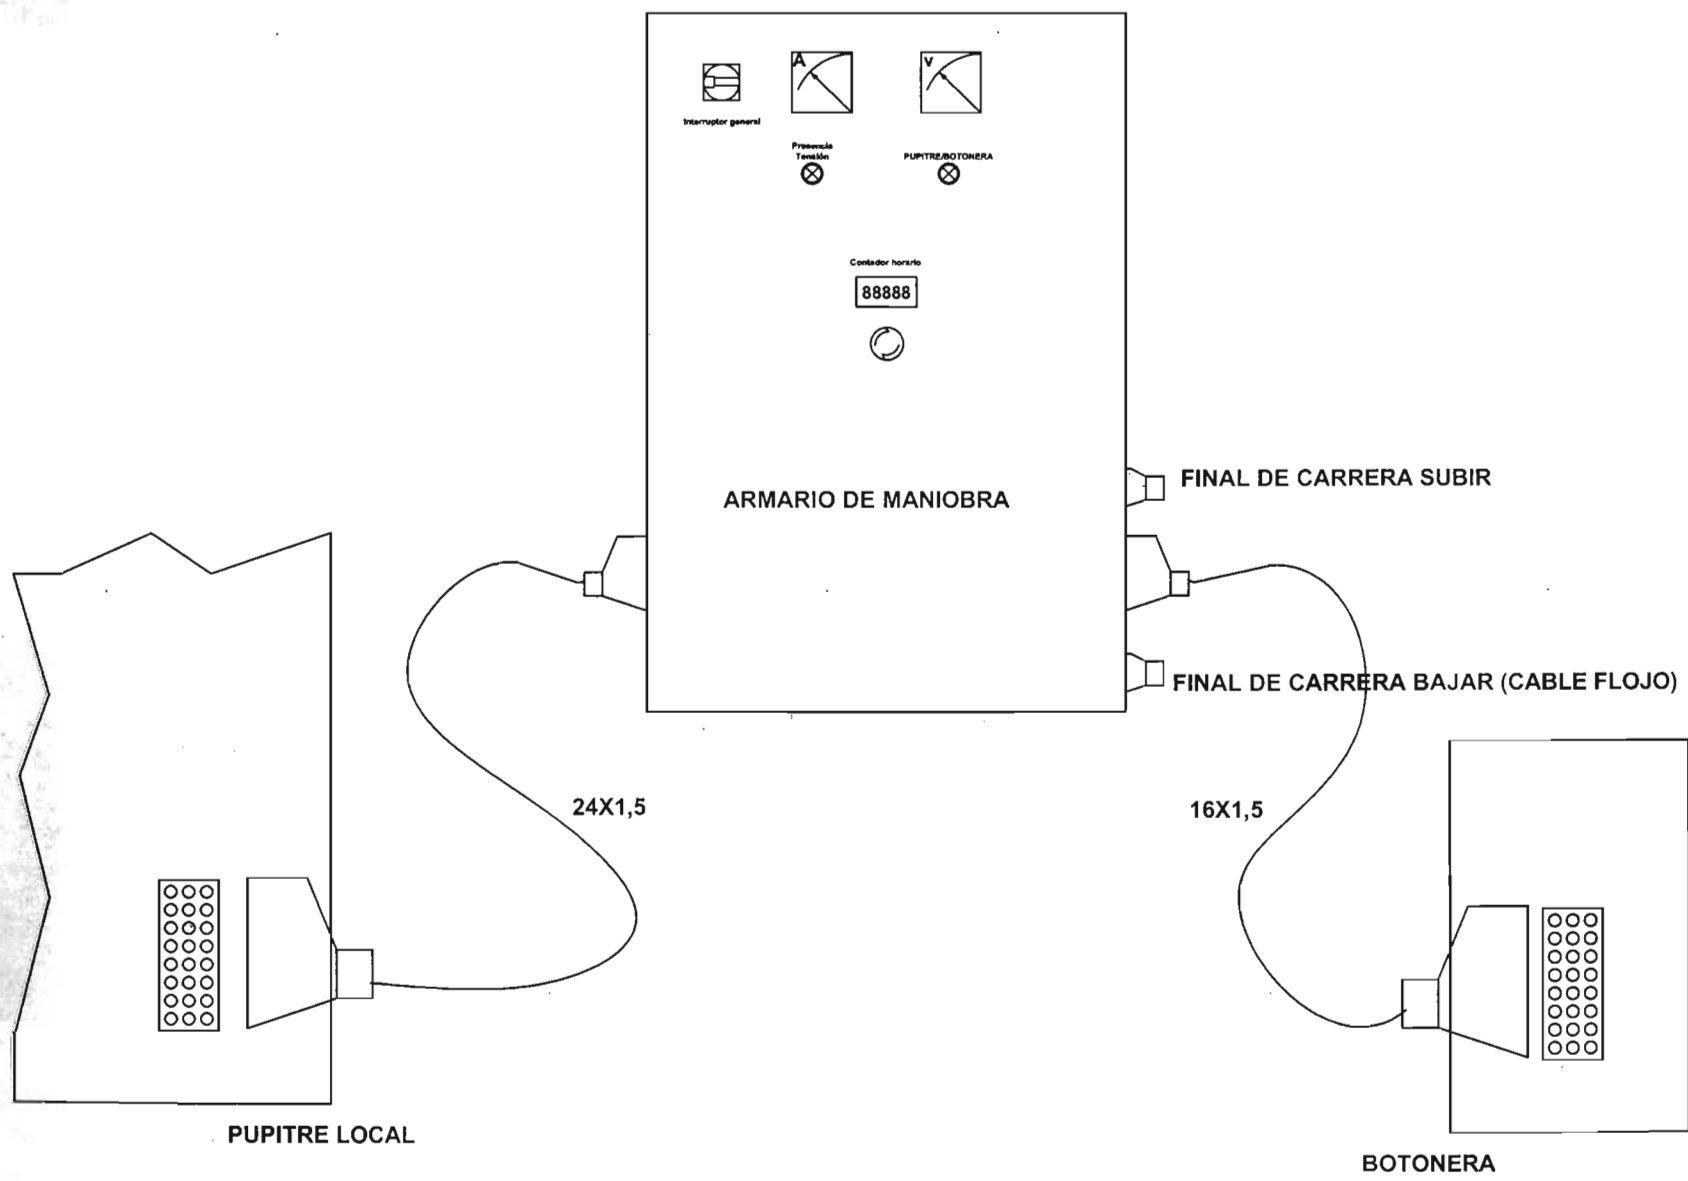 A
V
Interruptor general
Presencia
Tensión
PUPITRE/BOTONERA
Contador horario
88888
FINAL DE CARRERA SUBIR
ARMARIO DE MANIOBRA
FINAL DE CARRERA BAJAR (CABLE FLOJO)
24X1,5
16X1,5
PUPITRE LOCAL
BOTONERA